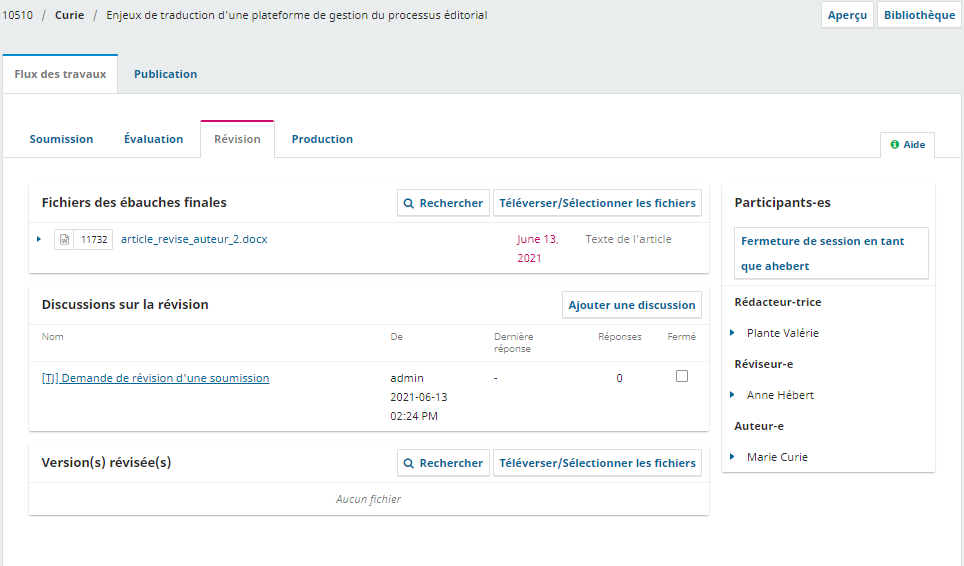 10510 / Curie / Enjeux de traduction d'une plateforme de gestion du processus éditorial
Aperçu
Bibliothèque
Flux des travaux
Publication
Soumission
Évaluation
Révision
Production
Aide
Fichiers des ébauches finales
Rechercher
Téléverser/Sélectionner les fichiers
11732
article_revise_auteur_2.docx
June 13,
2021
Texte de l'article
Discussions sur la révision
Ajouter une discussion
Nom
De
Dernière
réponse
Réponses
Fermé
[TJ] Demande de révision d'une soumission
admin
2021-06-13
02:24 PM
-
0
Version(s) révisée(s)
Rechercher
Téléverser/Sélectionner les fichiers
Aucun fichier
Participants-es
Fermeture de session en tant
que ahebert
Rédacteur-trice
Plante Valérie
Réviseur-e
Anne Hébert
Auteur-e
Marie Curie